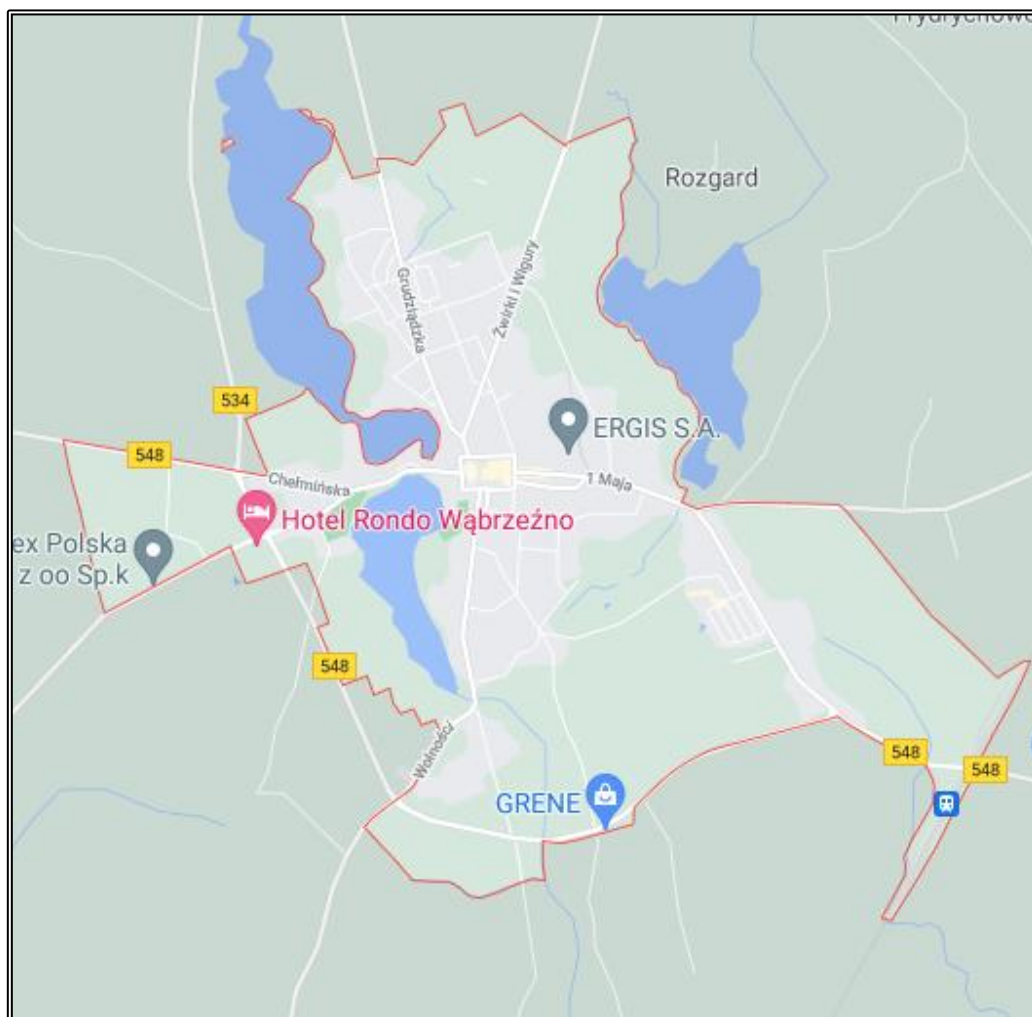 Rozgard
Grudziądzka
Żwirki i Wigury
534
ERGIS S.A.
548
Chełmińska
1 Maja
Hotel Rondo Wąbrzeźno
ex Polska
z oo Sp.k
548
Wolności
548
548
GRENE